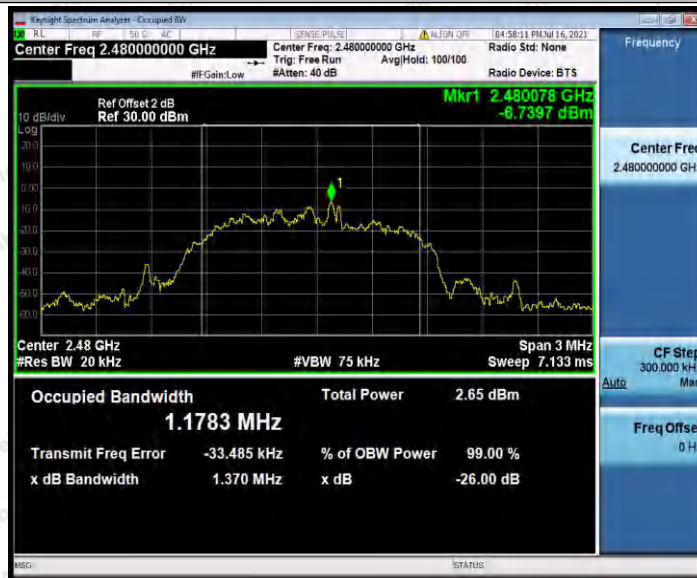 Keysight Spectrum Analyzer - Occupied BW
RL RF 50 Ω AC SENSE:PULSE ALIGN OFF 04:58:11 PM Jul 16, 2021
Center Freq 2.480000000 GHz
Center Freq: 2.480000000 GHz
Radio Std: None
Trig: Free Run Avg|Hold: 100/100
#IFGain:Low #Atten: 40 dB Radio Device: BTS
Frequency
Ref Offset 2 dB
10 dB/div Ref 30.00 dBm
Mkr1 2.480078 GHz
-6.7397 dBm
Log
20.0
10.0
0.00
-10.0
-20.0
-30.0
-40.0
-50.0
-60.0
1
Center 2.48 GHz Span 3 MHz
#Res BW 20 kHz #VBW 75 kHz Sweep 7.133 ms
Occupied Bandwidth Total Power 2.65 dBm
1.1783 MHz
Transmit Freq Error -33.485 kHz % of OBW Power 99.00 %
x dB Bandwidth 1.370 MHz x dB -26.00 dB
Center Fre
2.480000000 GH
CF Ste
300.000 kH
Auto Ma
Freq Offse
0 H
MSG STATUS